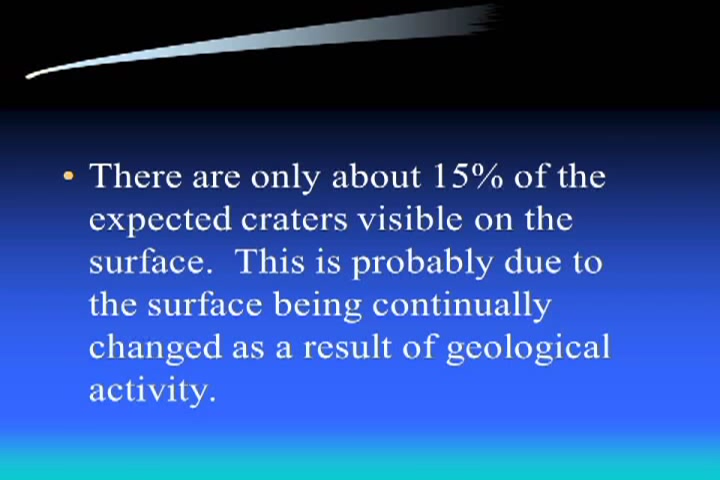 • There are only about 15% of the
expected craters visible on the
surface.  This is probably due to
the surface being continually
changed as a result of geological
activity.